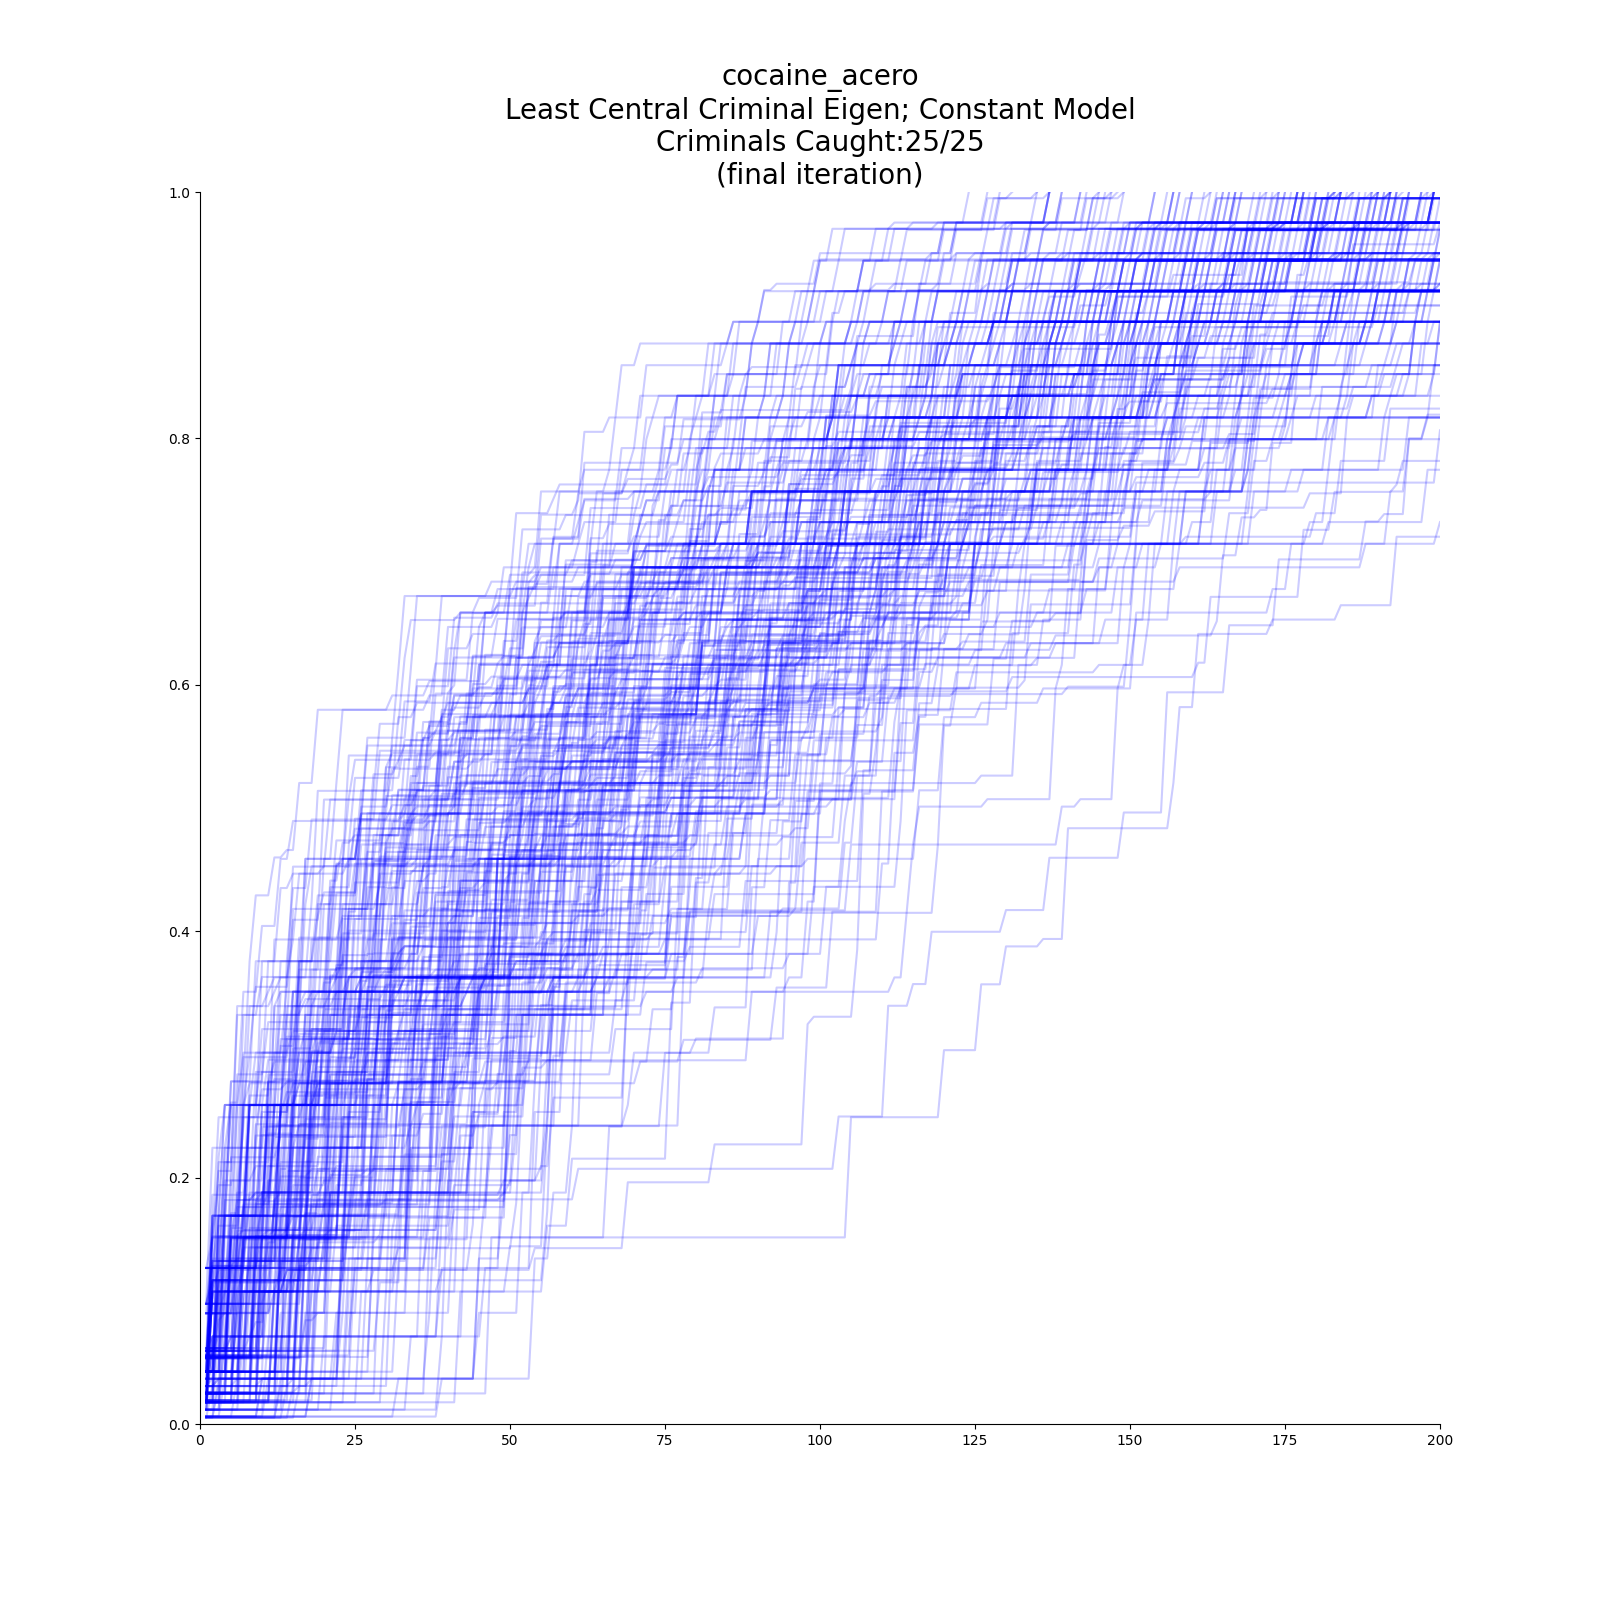 cocaine_acero
Least Central Criminal Eigen; Constant Model
Criminals Caught:25/25
(final iteration)
1.0
0.8
0.6
0.4
0.2
0.0
0 25 50 75 100 125 150 175 200